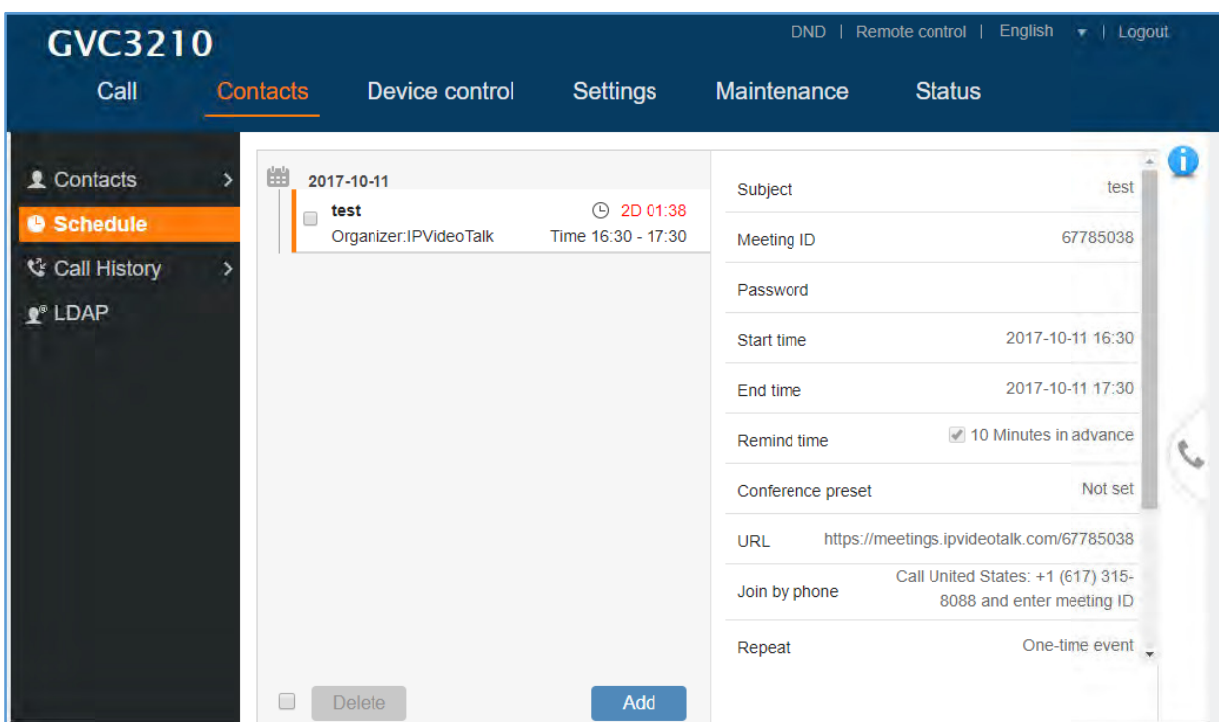 GVC3210
DND | Remote control | English | Logout
Call Contacts Device control Settings Maintenance Status
Contacts
Schedule
Call History
LDAP
2017-10-11
test 2D 01:38
Organizer:IPVideoTalk Time 16:30 - 17:30
Delete Add
Subject test
Meeting ID 67785038
Password
Start time 2017-10-11 16:30
End time 2017-10-11 17:30
Remind time 10 Minutes in advance
Conference preset Not set
URL https://meetings.ipvideotalk.com/67785038
Join by phone Call United States: +1 (617) 315-
8088 and enter meeting ID
Repeat One-time event